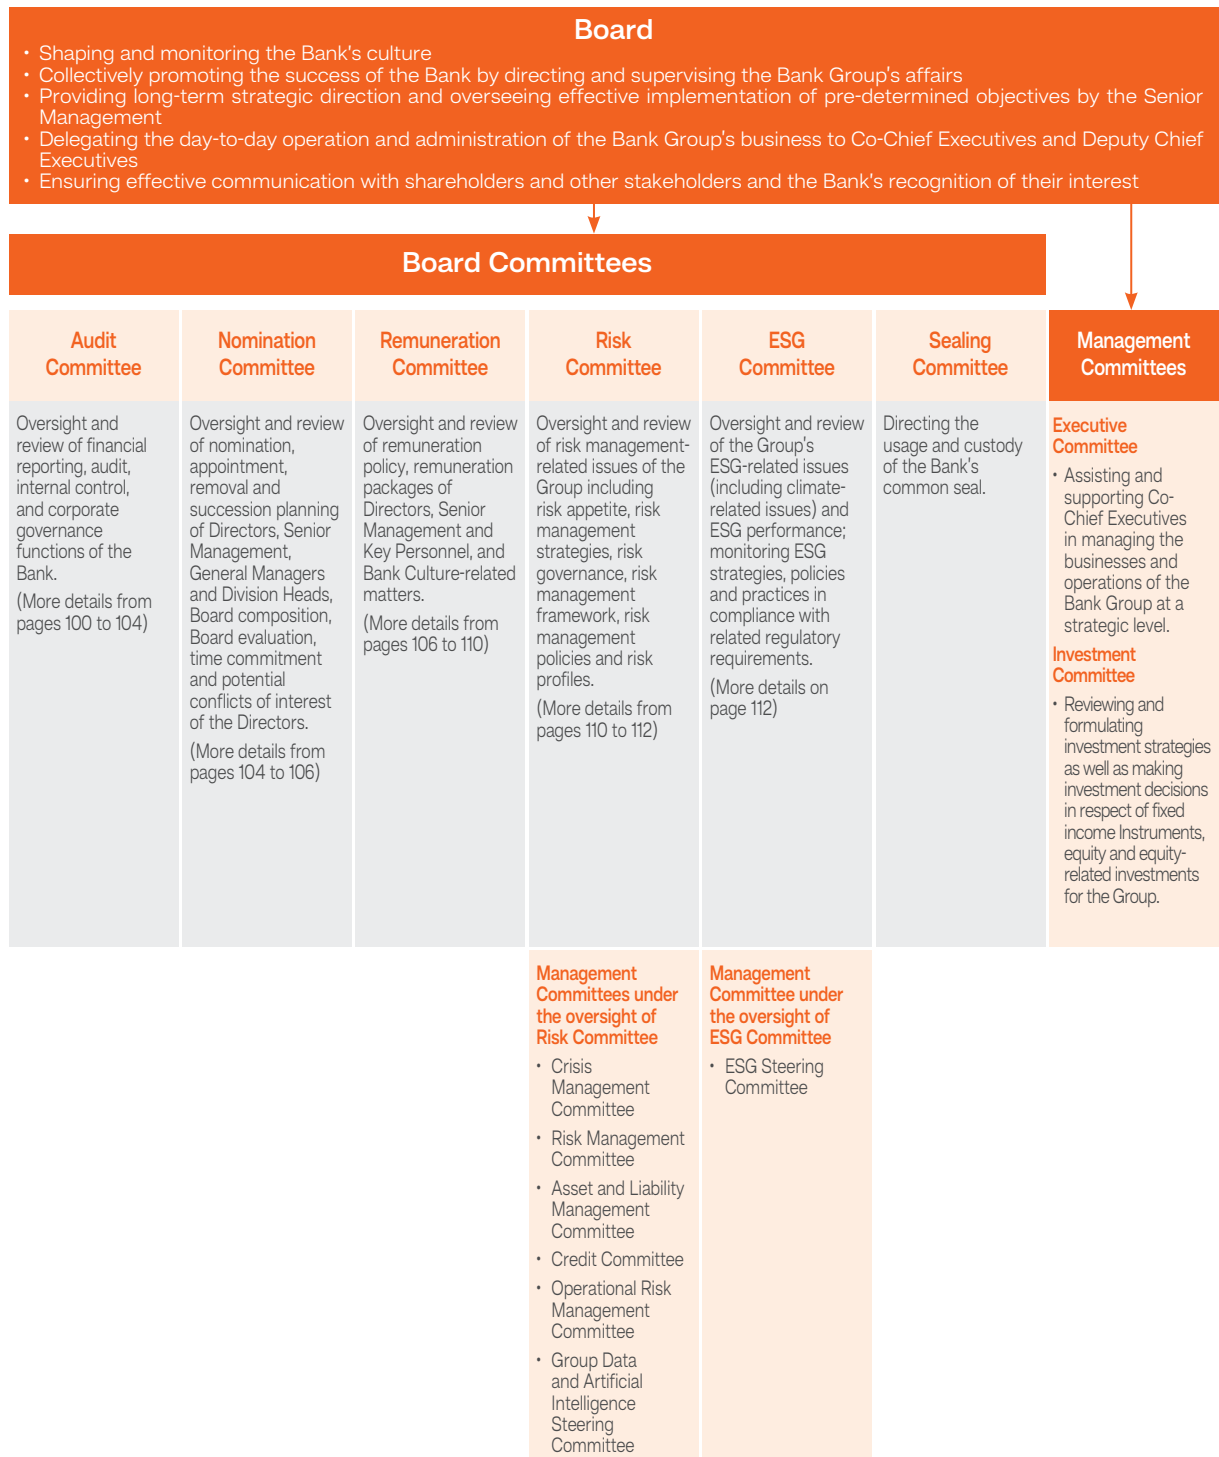 Board
• Shaping and monitoring the Bank's culture
• Collectively promoting the success of the Bank by directing and supervising the Bank Group's affairs
• Providing long-term strategic direction and overseeing effective implementation of pre-determined objectives by the Senior
Management
• Delegating the day-to-day operation and administration of the Bank Group's business to Co-Chief Executives and Deputy Chief
Executives
• Ensuring effective communication with shareholders and other stakeholders and the Bank's recognition of their interest
Board Committees
Audit
Committee
Oversight and
review of financial
reporting, audit,
internal control,
and corporate
governance
functions of the
Bank.
(More details from
pages 100 to 104)
Nomination
Committee
Oversight and review
of nomination,
appointment,
removal and
succession planning
of Directors, Senior
Management,
General Managers
and Division Heads,
Board composition,
Board evaluation,
time commitment
and potential
conflicts of interest
of the Directors.
(More details from
pages 104 to 106)
Remuneration
Committee
Oversight and review
of remuneration
policy, remuneration
packages of
Directors, Senior
Management and
Key Personnel, and
Bank Culture-related
matters.
(More details from
pages 106 to 110)
Risk
Committee
Oversight and review
of risk management-
related issues of the
Group including
risk appetite, risk
management
strategies, risk
governance, risk
management
framework, risk
management
policies and risk
profiles.
(More details from
pages 110 to 112)
Management
Committees under
the oversight of
Risk Committee
• Crisis
Management
Committee
• Risk Management
Committee
• Asset and Liability
Management
Committee
• Credit Committee
• Operational Risk
Management
Committee
• Group Data
and Artificial
Intelligence
Steering
Committee
ESG
Committee
Oversight and review
of the Group's
ESG-related issues
(including climate-
related issues) and
ESG performance;
monitoring ESG
strategies, policies
and practices in
compliance with
related regulatory
requirements.
(More details on
page 112)
Management
Committee under
the oversight of
ESG Committee
• ESG Steering
Committee
Sealing
Committee
Directing the
usage and custody
of the Bank's
common seal.
Management
Committees
Executive
Committee
• Assisting and
supporting Co-
Chief Executives
in managing the
businesses and
operations of the
Bank Group at a
strategic level.
Investment
Committee
• Reviewing and
formulating
investment strategies
as well as making
investment decisions
in respect of fixed
income Instruments,
equity and equity-
related investments
for the Group.